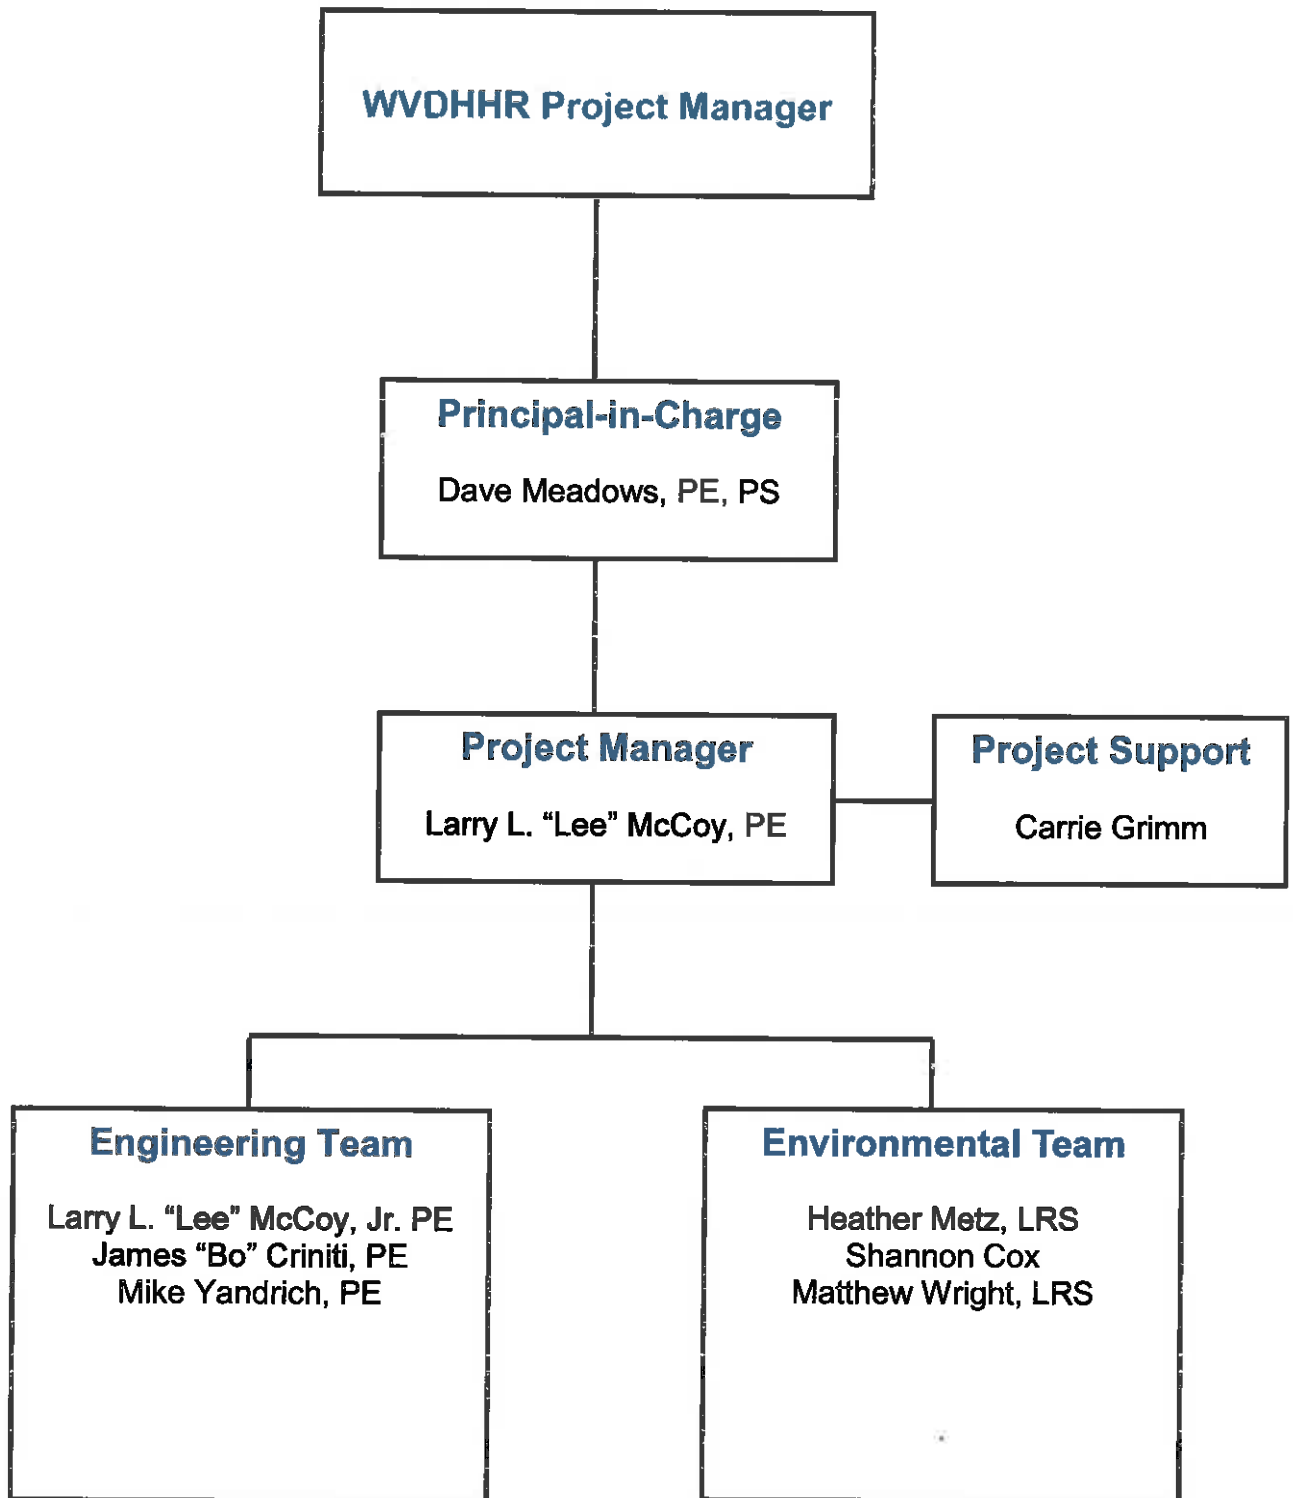 WVDHHR Project Manager
Principal-in-Charge
Dave Meadows, PE, PS
Project Manager
Larry L. “Lee” McCoy, PE
Project Support
Carrie Grimm
Engineering Team
Larry L. “Lee” McCoy, Jr. PE
James “Bo” Criniti, PE
Mike Yandrich, PE
Environmental Team
Heather Metz, LRS
Shannon Cox
Matthew Wright, LRS